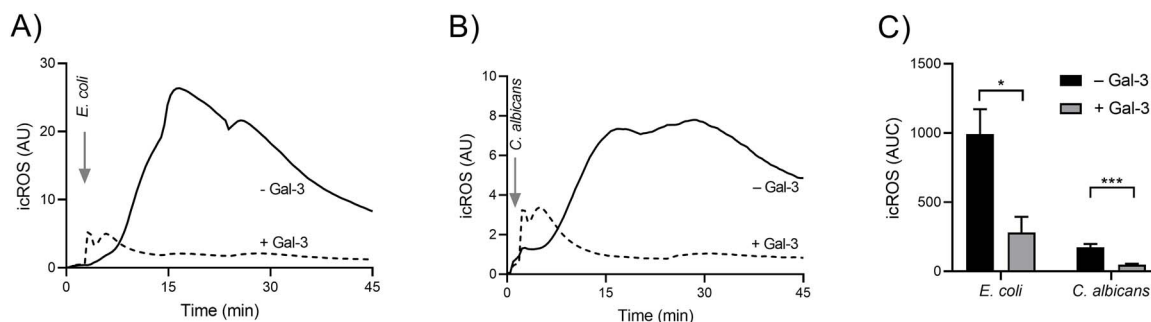 A)
icROS (AU)
50
40
30
20
10
0
E. coli
- Gal-3
+ Gal-3
0 15 30 45
Time (min)
B)
icROS (AU)
10
8
6
4
2
0
C. albicans
– Gal-3
+ Gal-3
0 15 30 45
Time (min)
C)
icROS (AUC)
1500
1000
500
0
– Gal-3
+ Gal-3
*
***
E. coli C. albicans